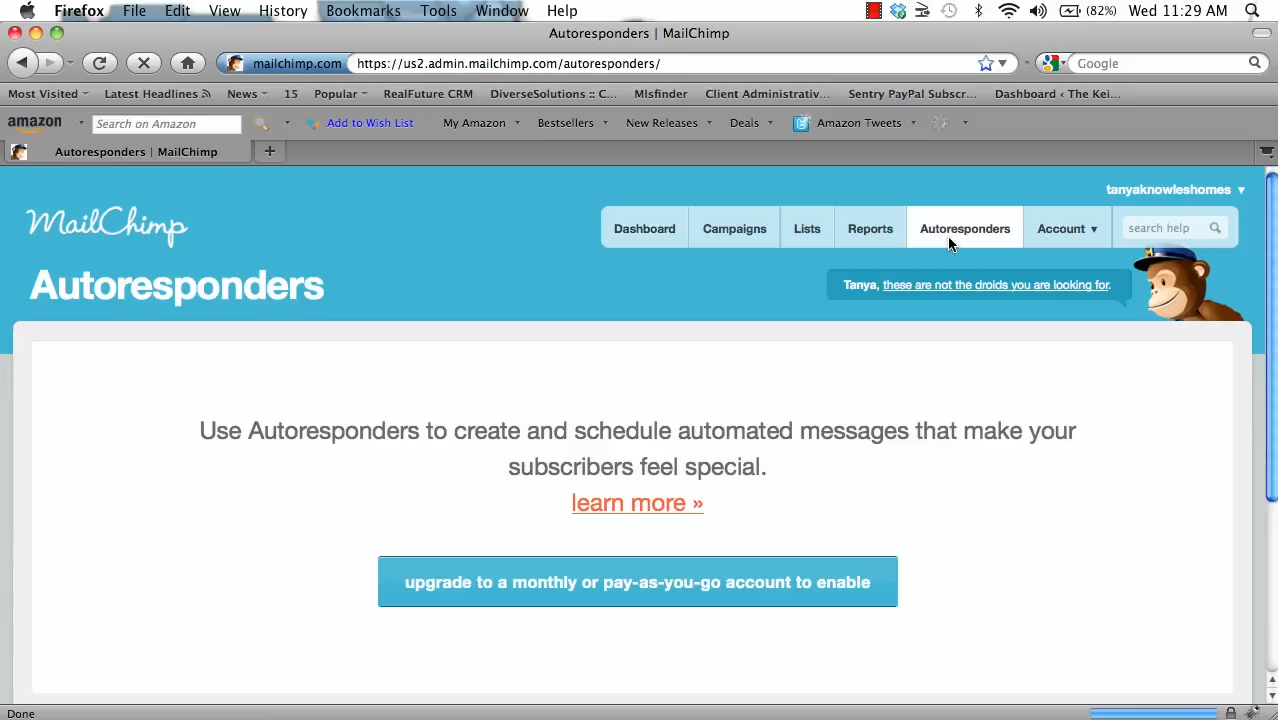 Firefox File Edit View History Bookmarks Tools Window Help (82%) Wed 11:29 AM
Autoresponders | MailChimp
mailchimp.com https://us2.admin.mailchimp.com/autoresponders/ Google
Most Visited Latest Headlines News 15 Popular RealFuture CRM DiverseSolutions :: C... MIsfinder Client Administrativ... Sentry PayPal Subscr... Dashboard ‹ The Kei...
amazon Search on Amazon Add to Wish List My Amazon Bestsellers New Releases Deals Amazon Tweets
Autoresponders | MailChimp +
tanyaknowleshomes ▼
MailChimp Dashboard Campaigns Lists Reports Autoresponders Account ▼ search help
Autoresponders
Tanya, these are not the droids you are looking for.
Use Autoresponders to create and schedule automated messages that make your
subscribers feel special.
learn more »
upgrade to a monthly or pay-as-you-go account to enable
Done